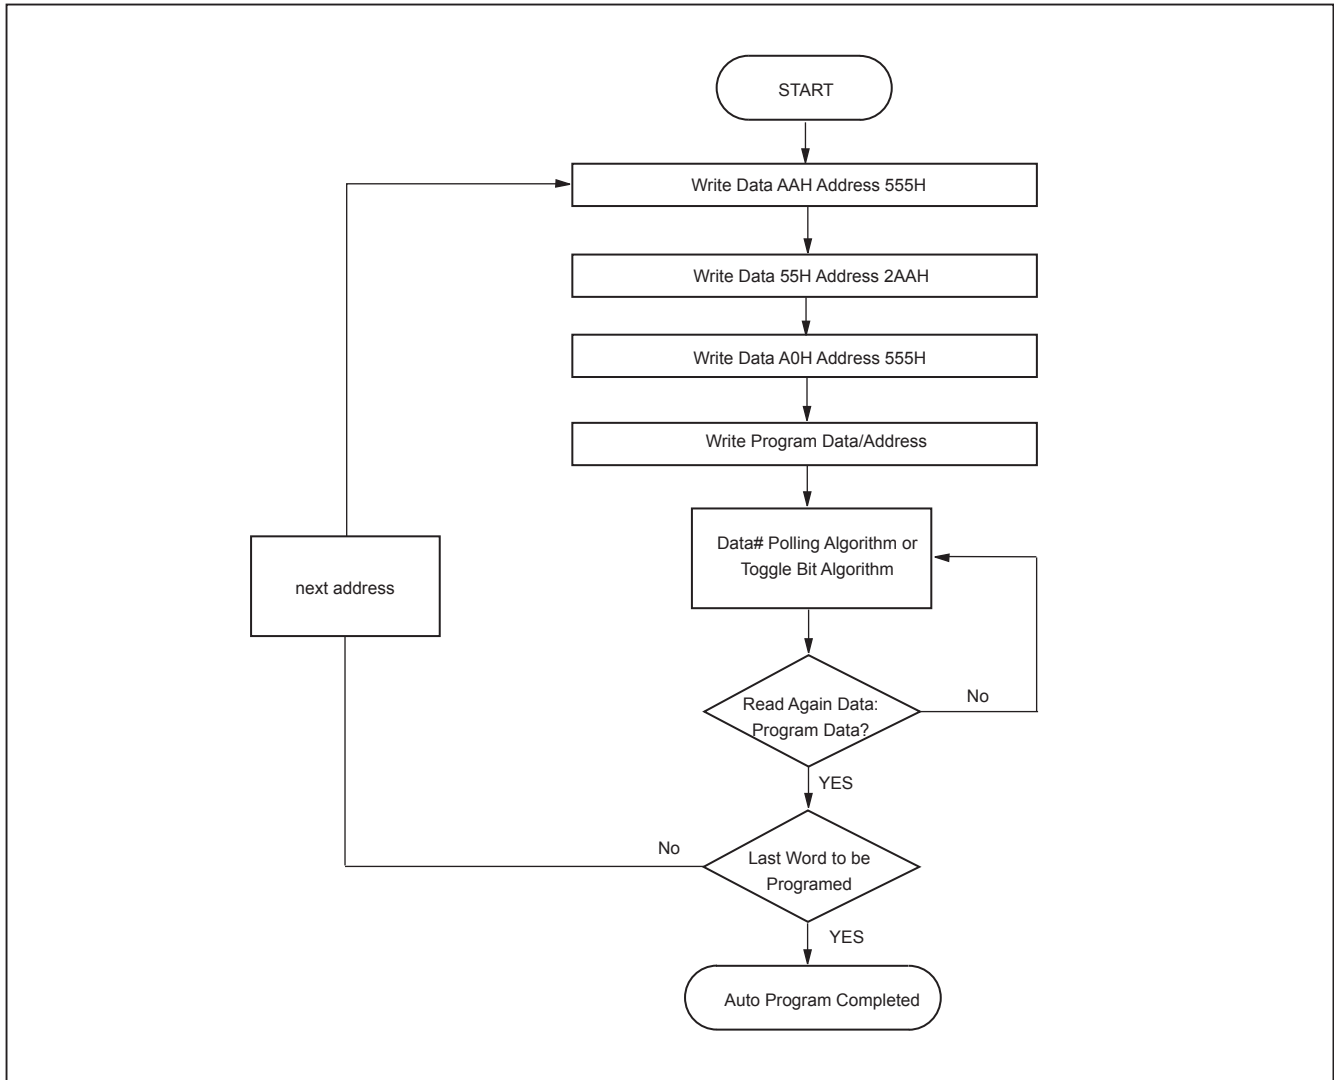 START
Write Data AAH Address 555H
Write Data 55H Address 2AAH
Write Data A0H Address 555H
Write Program Data/Address
Data# Polling Algorithm or
Toggle Bit Algorithm
next address
Read Again Data:
Program Data?
No
YES
No
Last Word to be
Programed
YES
Auto Program Completed